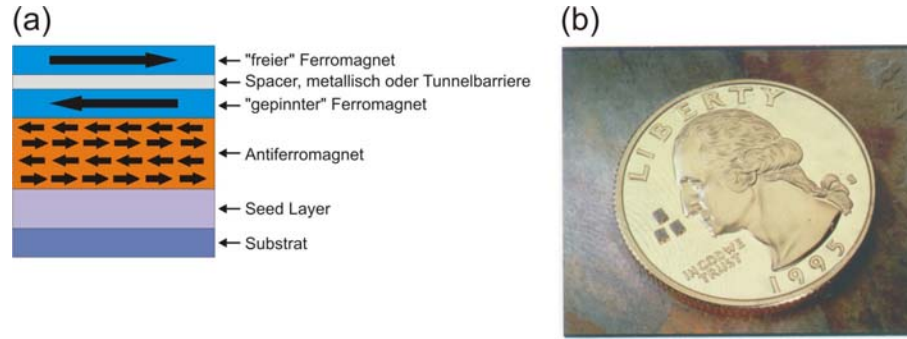 (a)
"freier" Ferromagnet
Spacer, metallisch oder Tunnelbarriere
"gepinnter" Ferromagnet
Antiferromagnet
Seed Layer
Substrat
(b)
LIBERTY
IN GOD WE
TRUST
1995